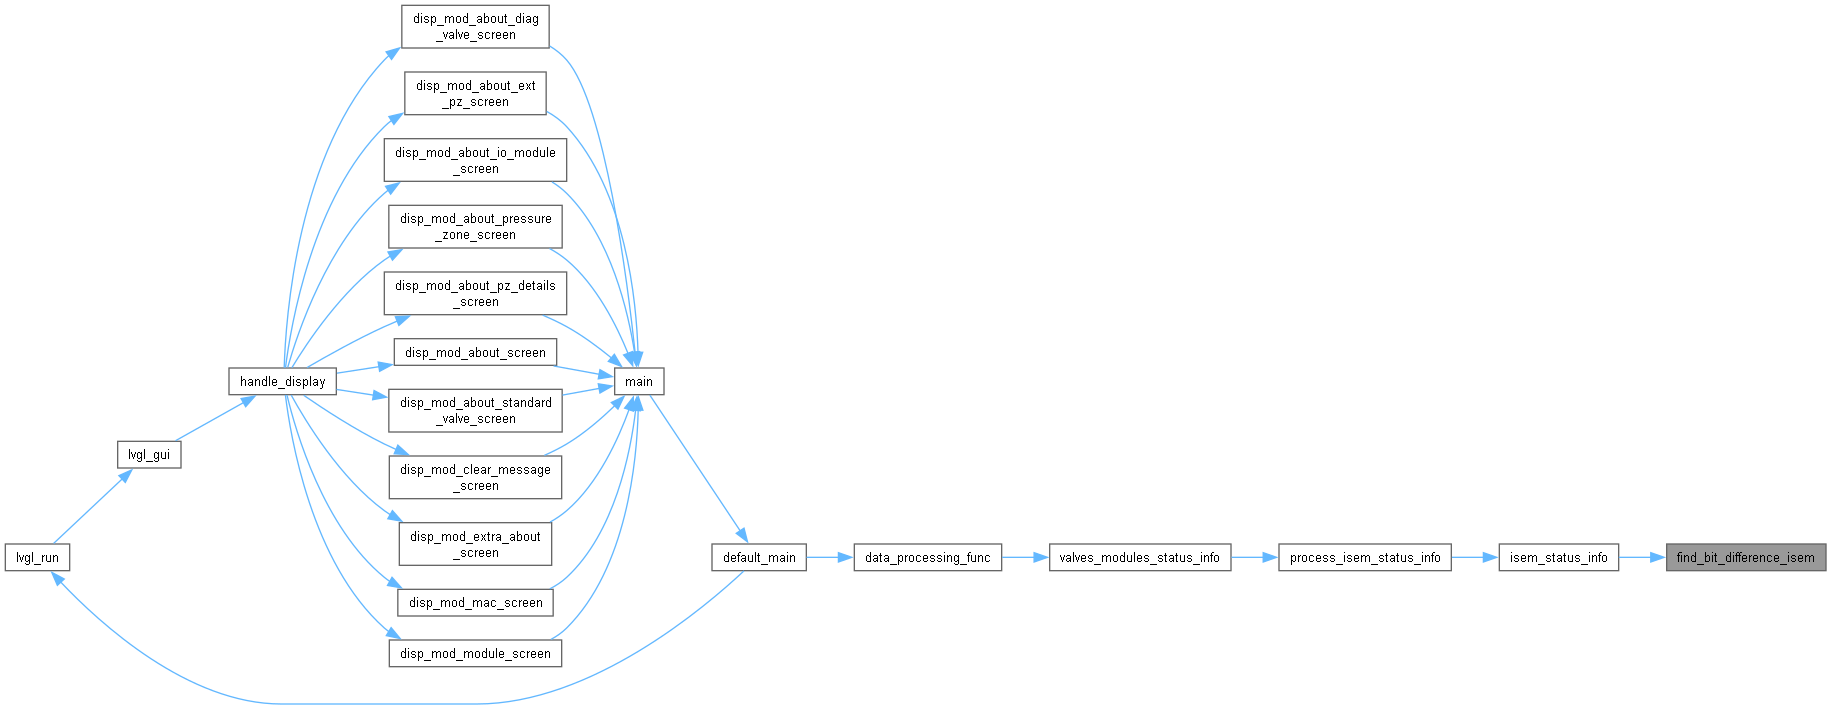 disp_mod_about_diag
_valve_screen
disp_mod_about_ext
_pz_screen
disp_mod_about_io_module
_screen
disp_mod_about_pressure
_zone_screen
disp_mod_about_pz_details
_screen
disp_mod_about_screen
handle_display
main
disp_mod_about_standard
_valve_screen
lvgl_gui
disp_mod_clear_message
_screen
disp_mod_extra_about
_screen
lvgl_run
default_main
data_processing_func
valves_modules_status_info
process_isem_status_info
isem_status_info
find_bit_difference_isem
disp_mod_mac_screen
disp_mod_module_screen